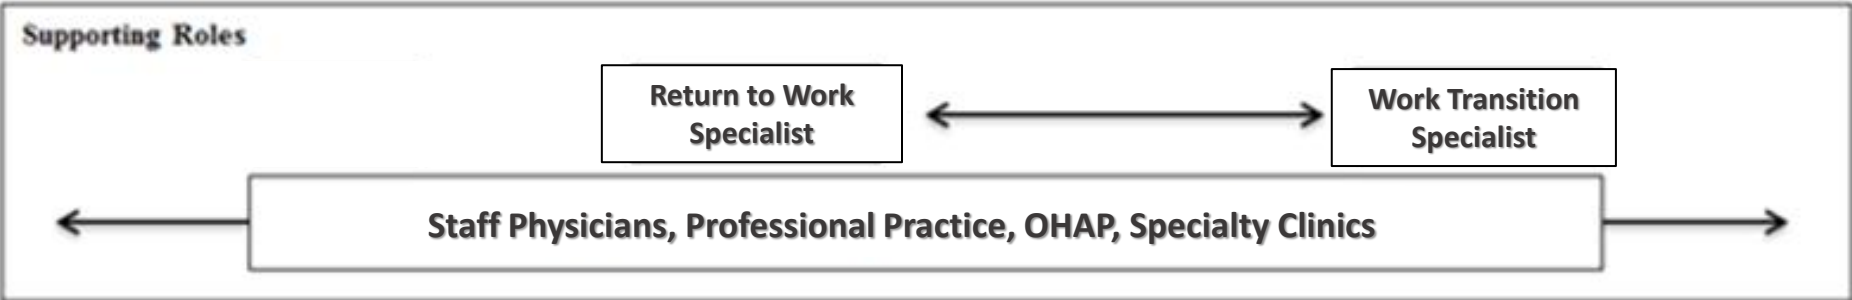 Supporting Roles
Return to Work
Specialist
Work Transition
Specialist
Staff Physicians, Professional Practice, OHAP, Specialty Clinics